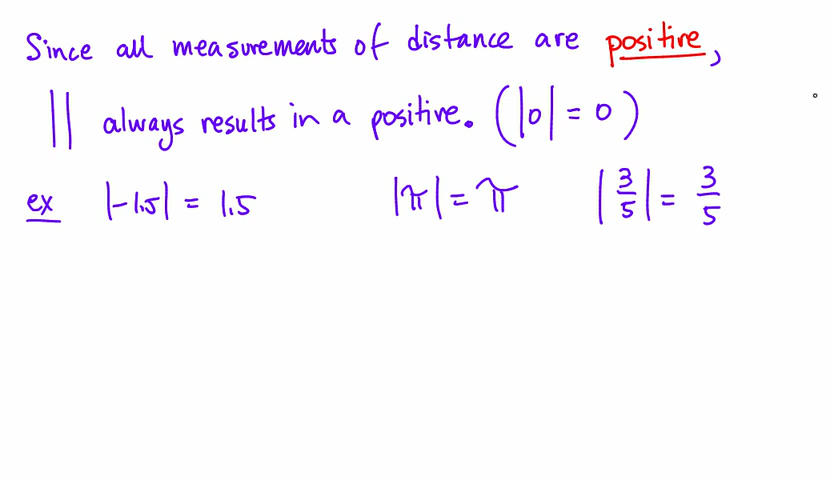 Since all measurements of distance are positive,
|| always results in a positive. (|0| = 0)
ex |-1.5| = 1.5 |π| = π |3/5| = 3/5